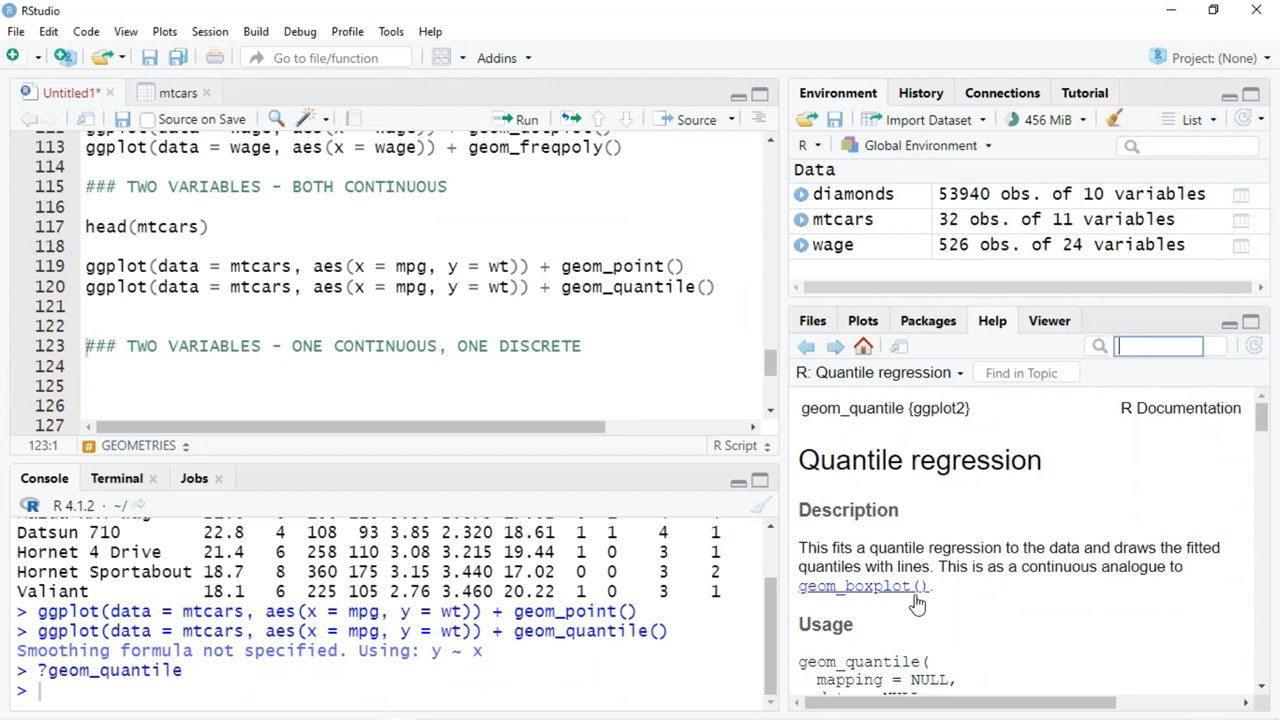 RStudio
File Edit Code View Plots Session Build Debug Profile Tools Help
Go to file/function Addins Project: (None)
Untitled1* mtcars
Source on Save Run Source
113 ggplot(data = wage, aes(x = wage)) + geom_freqpoly()
114
115 ### TWO VARIABLES - BOTH CONTINUOUS
116
117 head(mtcars)
118
119 ggplot(data = mtcars, aes(x = mpg, y = wt)) + geom_point()
120 ggplot(data = mtcars, aes(x = mpg, y = wt)) + geom_quantile()
121
122
123 ### TWO VARIABLES - ONE CONTINUOUS, ONE DISCRETE
124
125
126
127
123:1 # GEOMETRIES R Script
Console Terminal Jobs
R 4.1.2 · ~/
Datsun 710 22.8 4 108 93 3.85 2.320 18.61 1 1 4 1
Hornet 4 Drive 21.4 6 258 110 3.08 3.215 19.44 1 0 3 1
Hornet Sportabout 18.7 8 360 175 3.15 3.440 17.02 0 0 3 2
Valiant 18.1 6 225 105 2.76 3.460 20.22 1 0 3 1
> ggplot(data = mtcars, aes(x = mpg, y = wt)) + geom_point()
> ggplot(data = mtcars, aes(x = mpg, y = wt)) + geom_quantile()
Smoothing formula not specified. Using: y ~ x
> ?geom_quantile
>
Environment History Connections Tutorial
Import Dataset 456 MiB List
R Global Environment
Data
diamonds 53940 obs. of 10 variables
mtcars 32 obs. of 11 variables
wage 526 obs. of 24 variables
Files Plots Packages Help Viewer
R: Quantile regression Find in Topic
geom_quantile {ggplot2} R Documentation
Quantile regression
Description
This fits a quantile regression to the data and draws the fitted
quantiles with lines. This is as a continuous analogue to
geom_boxplot().
Usage
geom_quantile(
mapping = NULL,